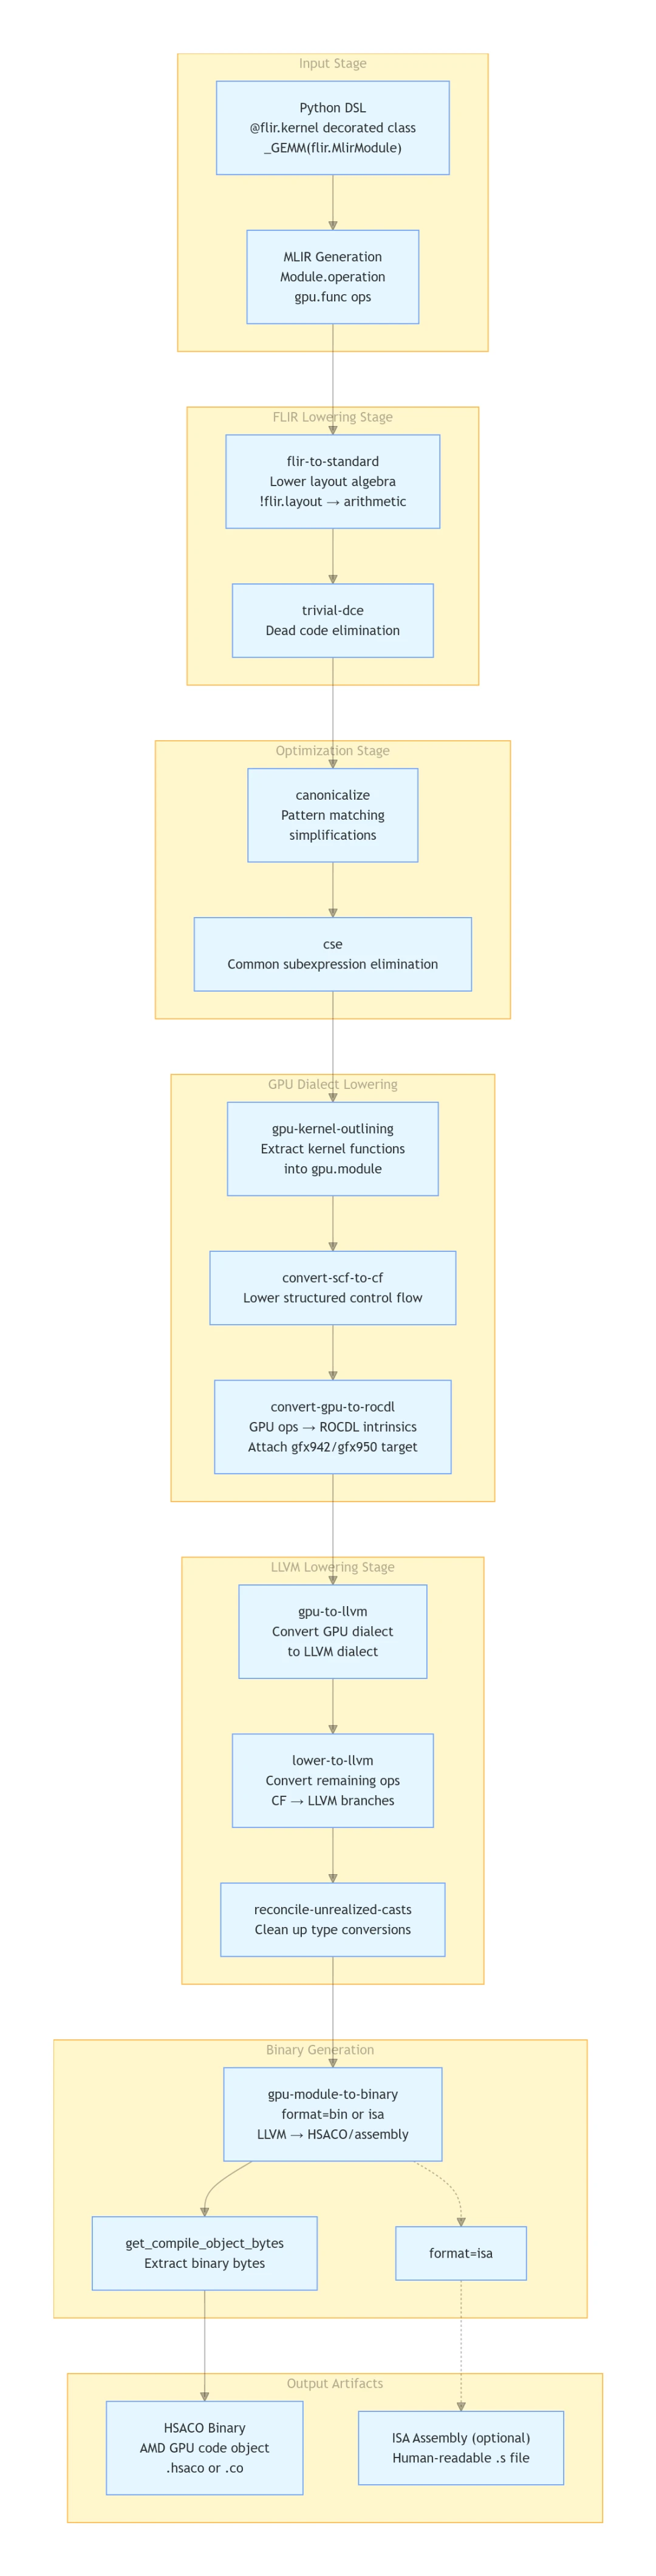 Input Stage
Python DSL
@flir.kernel decorated class
_GEMM(flir.MlirModule)
MLIR Generation
Module.operation
gpu.func ops
FLIR Lowering Stage
flir-to-standard
Lower layout algebra
!flir.layout → arithmetic
trivial-dce
Dead code elimination
Optimization Stage
canonicalize
Pattern matching
simplifications
cse
Common subexpression elimination
GPU Dialect Lowering
gpu-kernel-outlining
Extract kernel functions
into gpu.module
convert-scf-to-cf
Lower structured control flow
convert-gpu-to-rocdl
GPU ops → ROCDL intrinsics
Attach gfx942/gfx950 target
LLVM Lowering Stage
gpu-to-llvm
Convert GPU dialect
to LLVM dialect
lower-to-llvm
Convert remaining ops
CF → LLVM branches
reconcile-unrealized-casts
Clean up type conversions
Binary Generation
gpu-module-to-binary
format=bin or isa
LLVM → HSACO/assembly
get_compile_object_bytes
Extract binary bytes
format=isa
Output Artifacts
HSACO Binary
AMD GPU code object
.hsaco or .co
ISA Assembly (optional)
Human-readable .s file